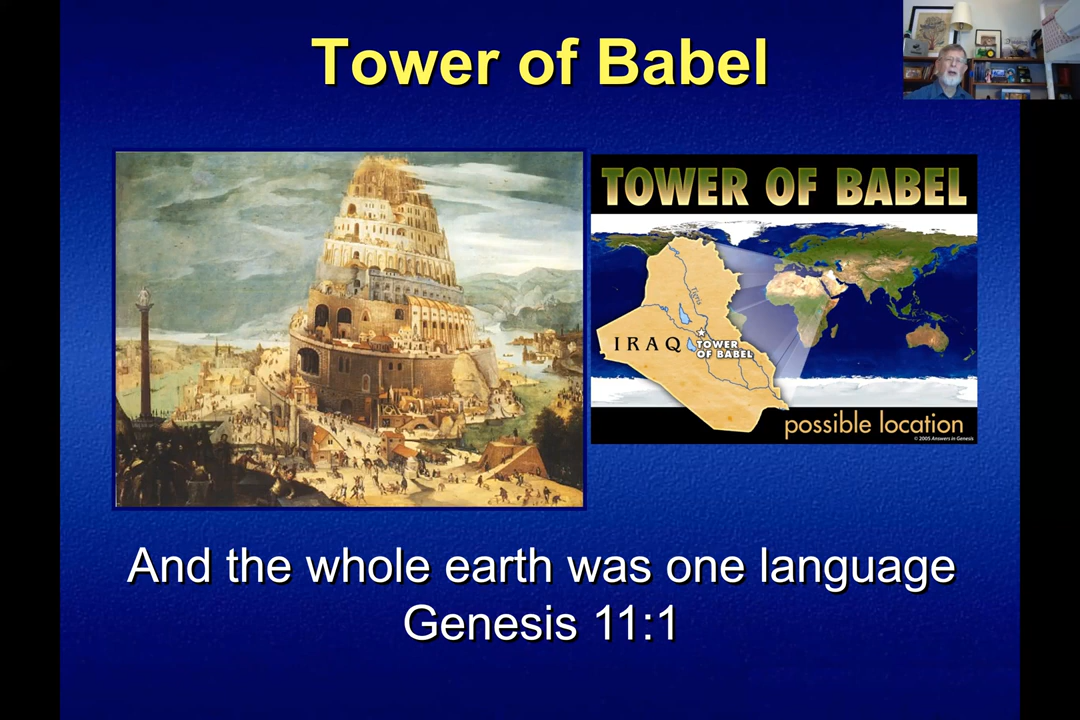 Tower of Babel
TOWER OF BABEL
Tigris
IRAQ
TOWER
OF BABEL
possible location
© 2005 Answers in Genesis
And the whole earth was one language
Genesis 11:1